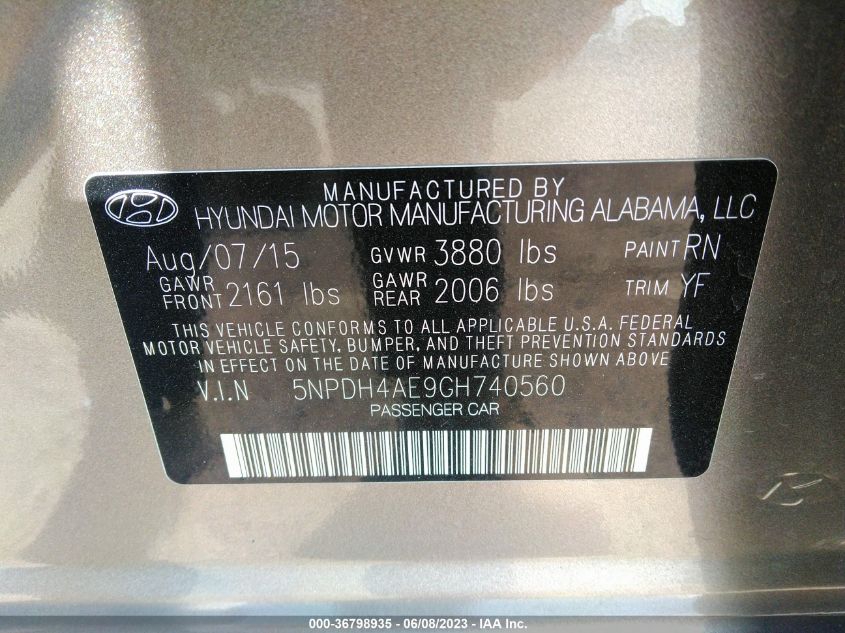 MANUFACTURED BY
HYUNDAI MOTOR MANUFACTURING ALABAMA, LLC
Aug/07/15 GVWR 3880 lbs PAINT RN
GAWR FRONT 2161 lbs GAWR REAR 2006 lbs TRIM YF
THIS VEHICLE CONFORMS TO ALL APPLICABLE U.S.A. FEDERAL
MOTOR VEHICLE SAFETY, BUMPER, AND THEFT PREVENTION STANDARDS
IN EFFECT ON THE DATE OF MANUFACTURE SHOWN ABOVE.
V.I.N 5NPDH4AE9GH740560
PASSENGER CAR
000-36798935 - 06/08/2023 - IAA Inc.